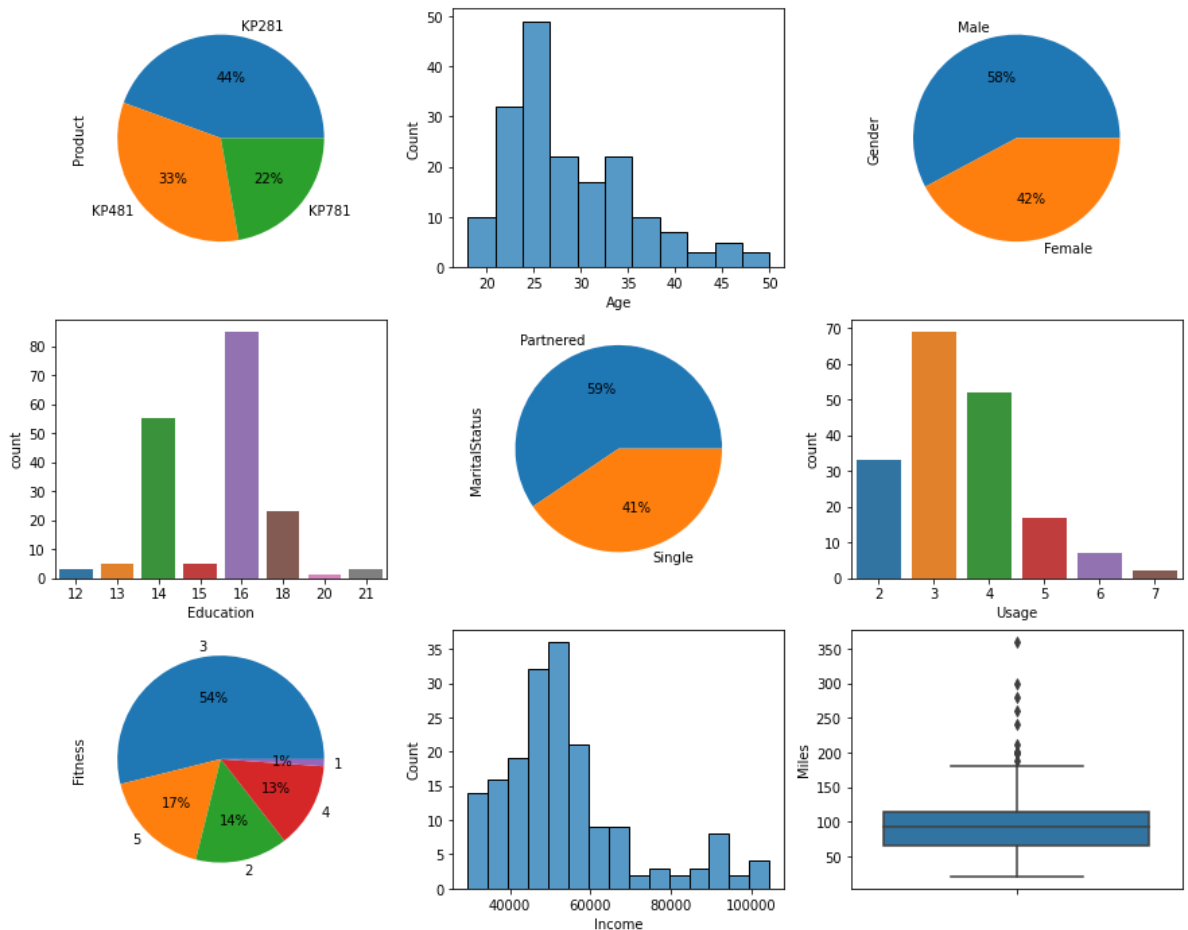 KP281
44%
Product
33%
22%
KP481
KP781
50
40
30
20
10
0
Count
20 25 30 35 40 45 50
Age
Male
58%
Gender
42%
Female
80
70
60
50
40
30
20
10
0
count
12 13 14 15 16 18 20 21
Education
Partnered
59%
MaritalStatus
41%
Single
70
60
50
40
30
20
10
0
count
2 3 4 5 6 7
Usage
3
54%
Fitness
1% 1
13%
17%
4
14%
5
2
35
30
25
20
15
10
5
0
Count
40000 60000 80000 100000
Income
350
300
250
200
150
100
50
Miles